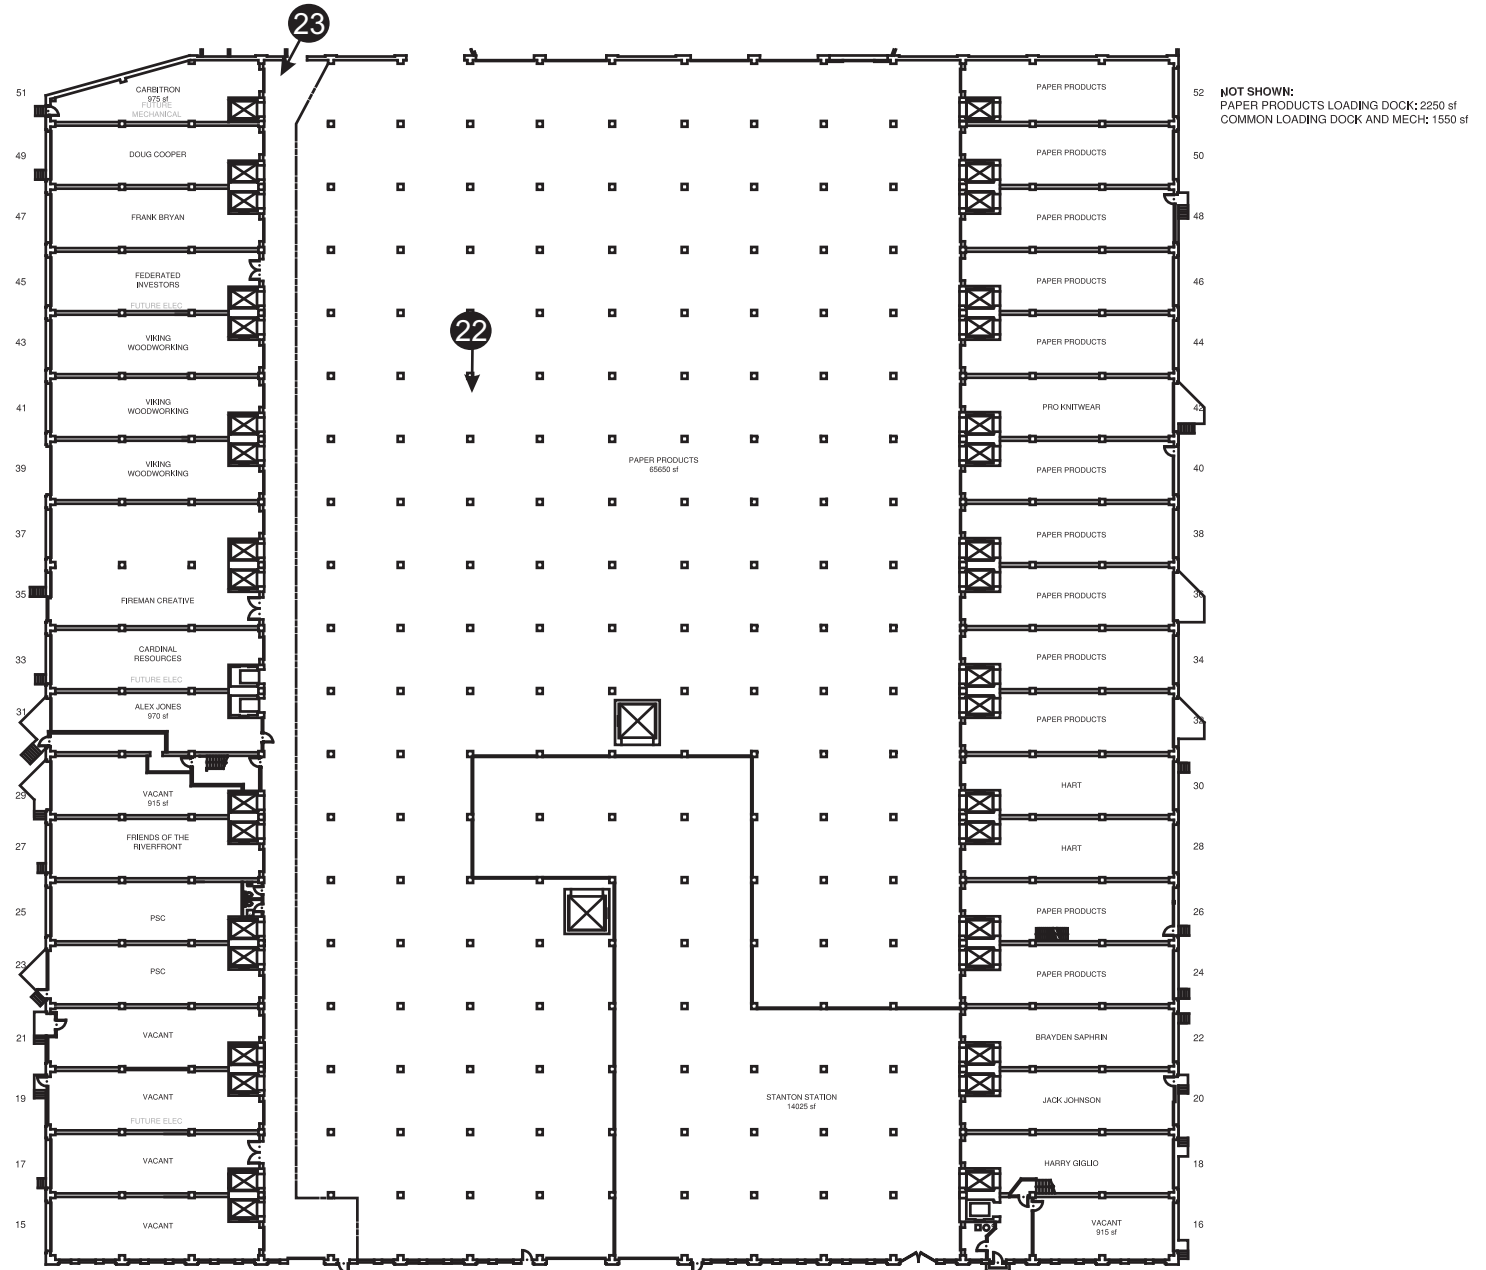 23
51
CARBITRON
975 sf
FUTURE
MECHANICAL
PAPER PRODUCTS
52
NOT SHOWN:
PAPER PRODUCTS LOADING DOCK: 2250 sf
COMMON LOADING DOCK AND MECH: 1550 sf
49
DOUG COOPER
PAPER PRODUCTS
50
47
FRANK BRYAN
PAPER PRODUCTS
48
45
FEDERATED
INVESTORS
FUTURE ELEC
PAPER PRODUCTS
46
22
43
VIKING
WOODWORKING
PAPER PRODUCTS
44
41
VIKING
WOODWORKING
PRO KNITWEAR
42
39
VIKING
WOODWORKING
PAPER PRODUCTS
65650 sf
PAPER PRODUCTS
40
37
PAPER PRODUCTS
38
35
FIREMAN CREATIVE
PAPER PRODUCTS
36
33
CARDINAL
RESOURCES
FUTURE ELEC
PAPER PRODUCTS
34
31
ALEX JONES
970 sf
PAPER PRODUCTS
32
29
VACANT
915 sf
HART
30
27
FRIENDS OF THE
RIVERFRONT
HART
28
25
PSC
PAPER PRODUCTS
26
23
PSC
PAPER PRODUCTS
24
21
VACANT
BRAYDEN SAPHRIN
22
19
VACANT
FUTURE ELEC
STANTON STATION
14025 sf
JACK JOHNSON
20
17
VACANT
HARRY GIGLIO
18
15
VACANT
VACANT
915 sf
16